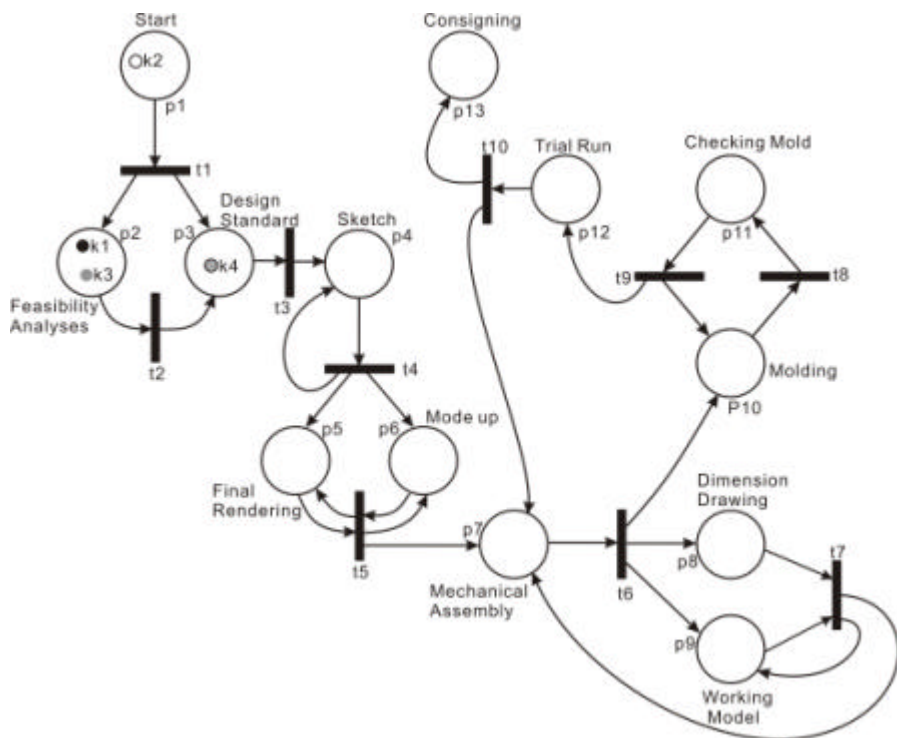 Start
k2
p1
t1
Design
Standard
p2
p3
k1
k3
k4
Feasibility
Analyses
t2
t3
Sketch
p4
t4
p5
p6
Mode up
Final
Rendering
t5
Consigning
p13
t10
Trial Run
p12
Checking Mold
p11
t9
t8
Molding
P10
p7
Mechanical
Assembly
t6
Dimension
Drawing
p8
t7
p9
Working
Model